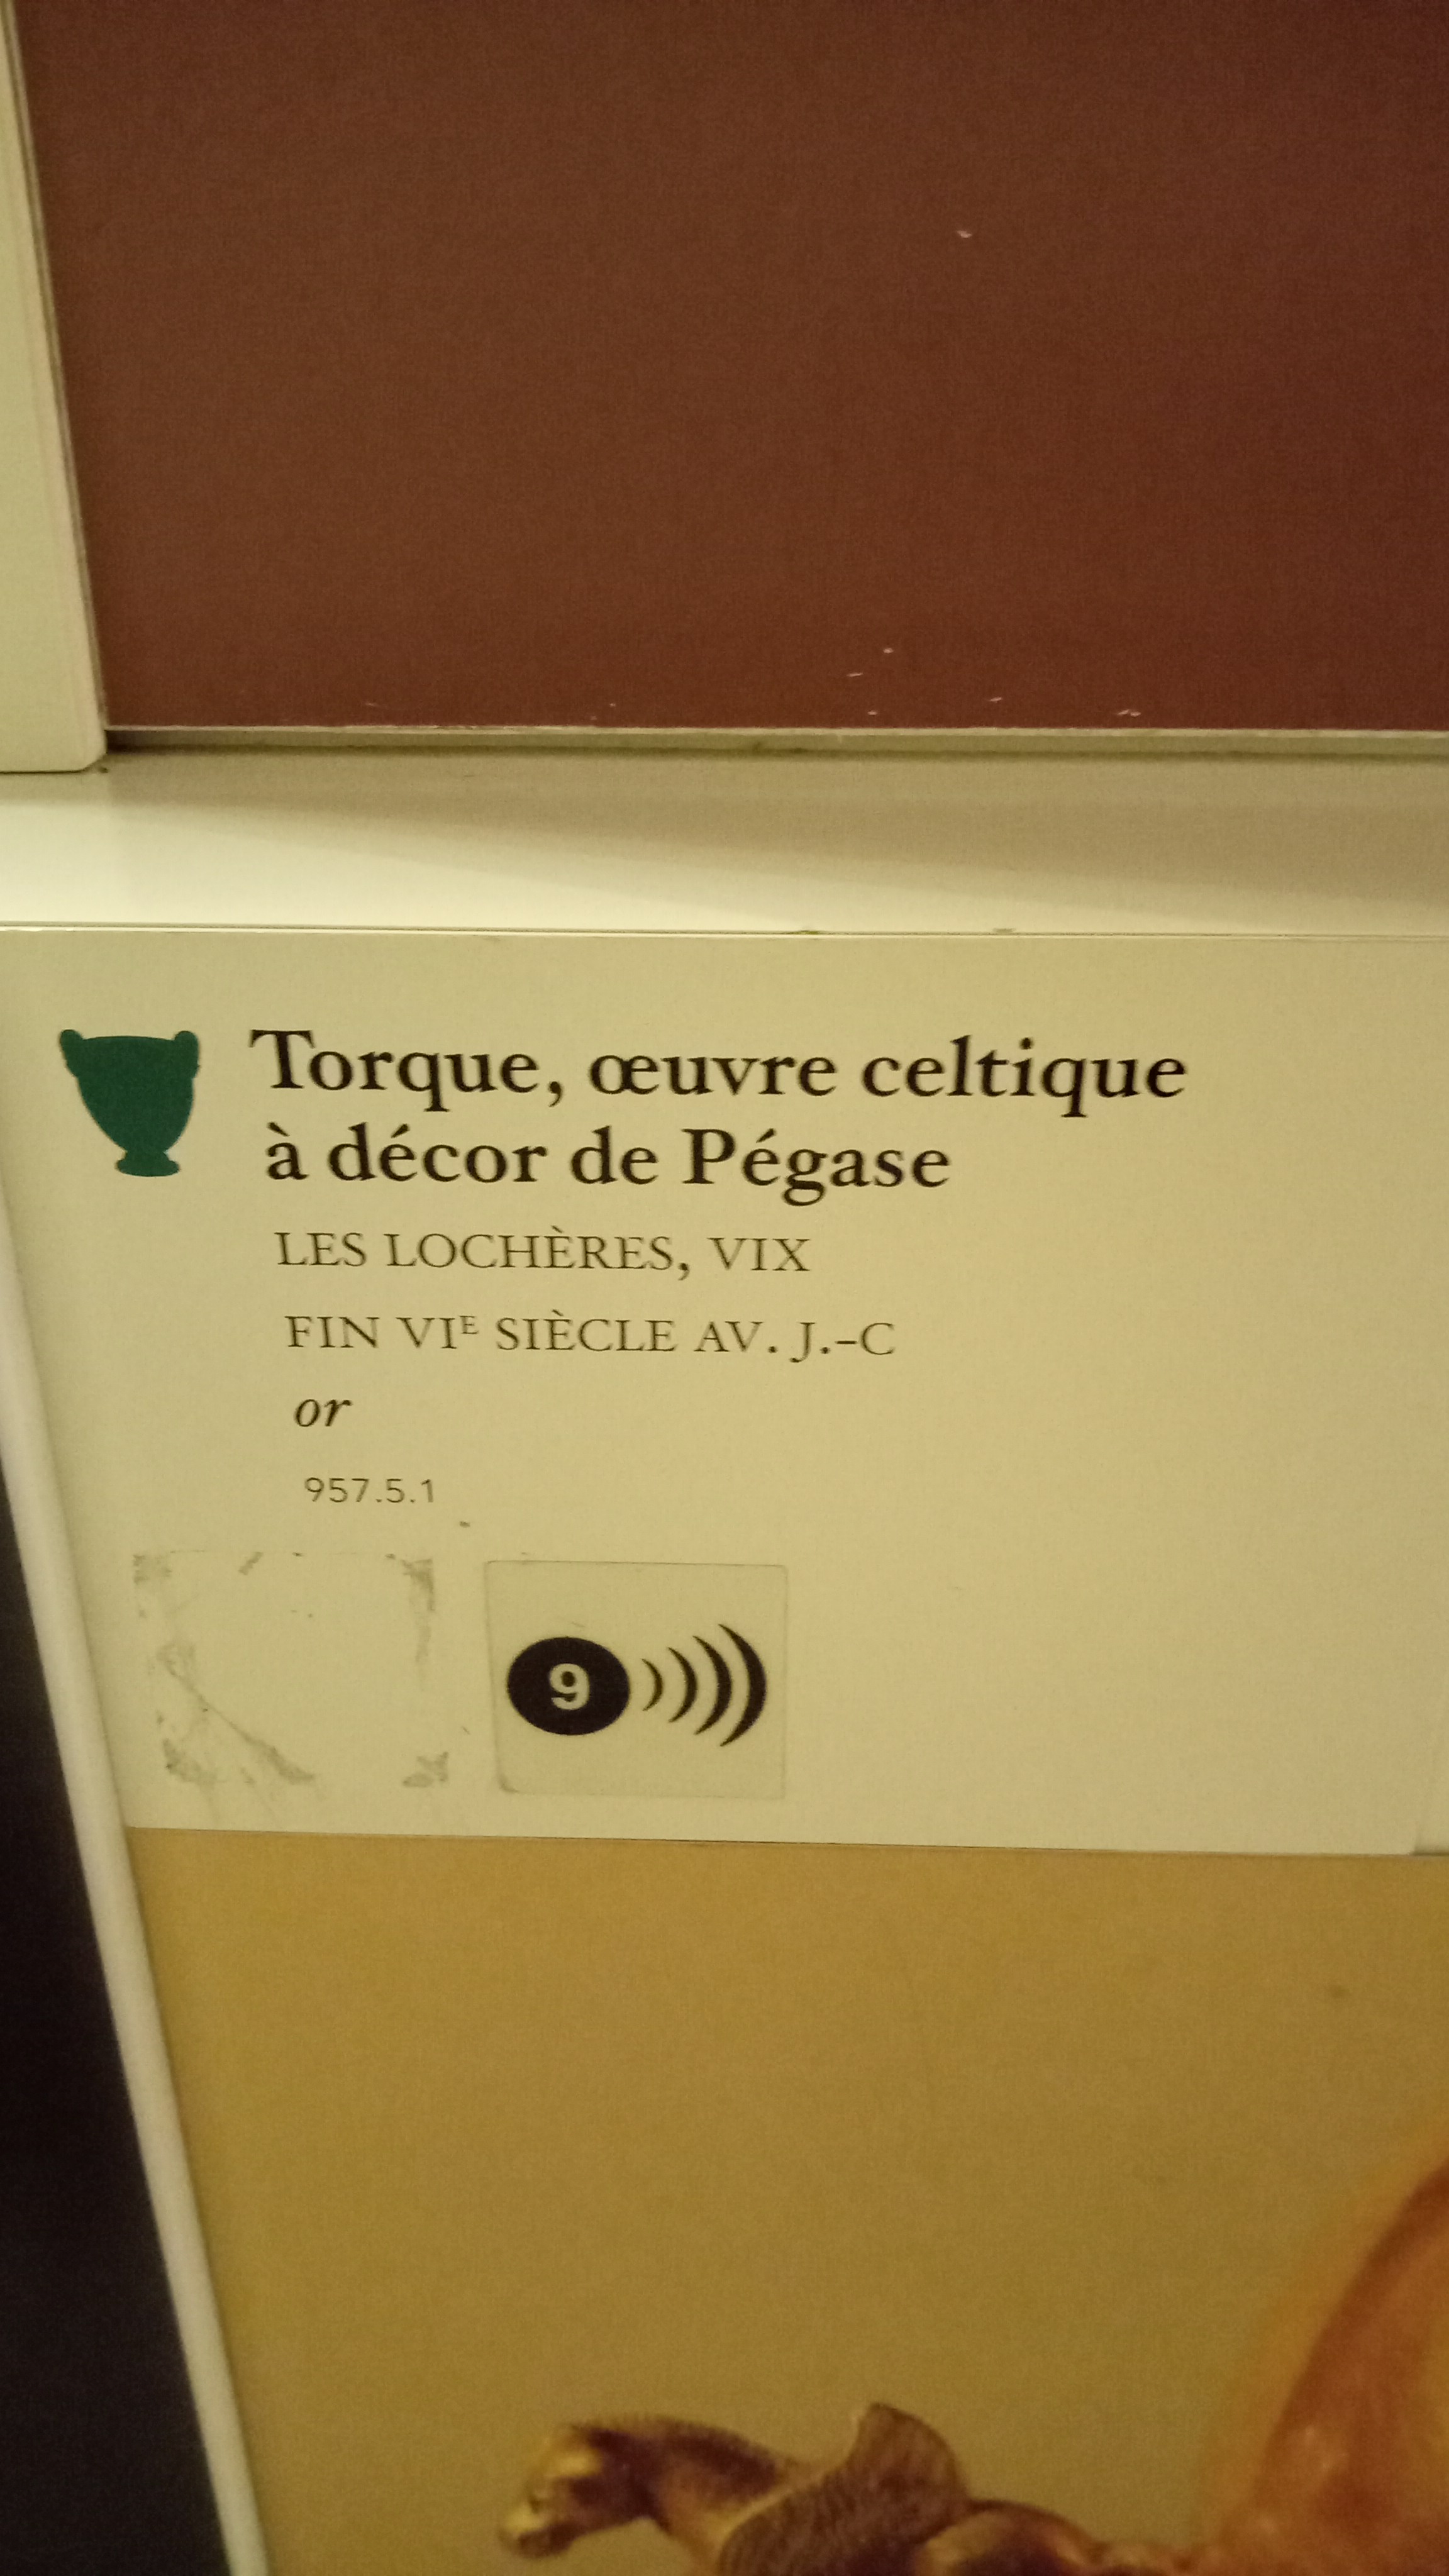 Torque, œuvre celtique
à décor de Pégase
LES LOCHÈRES, VIX
FIN VIE SIÈCLE AV. J.-C
or
957.5.1
9